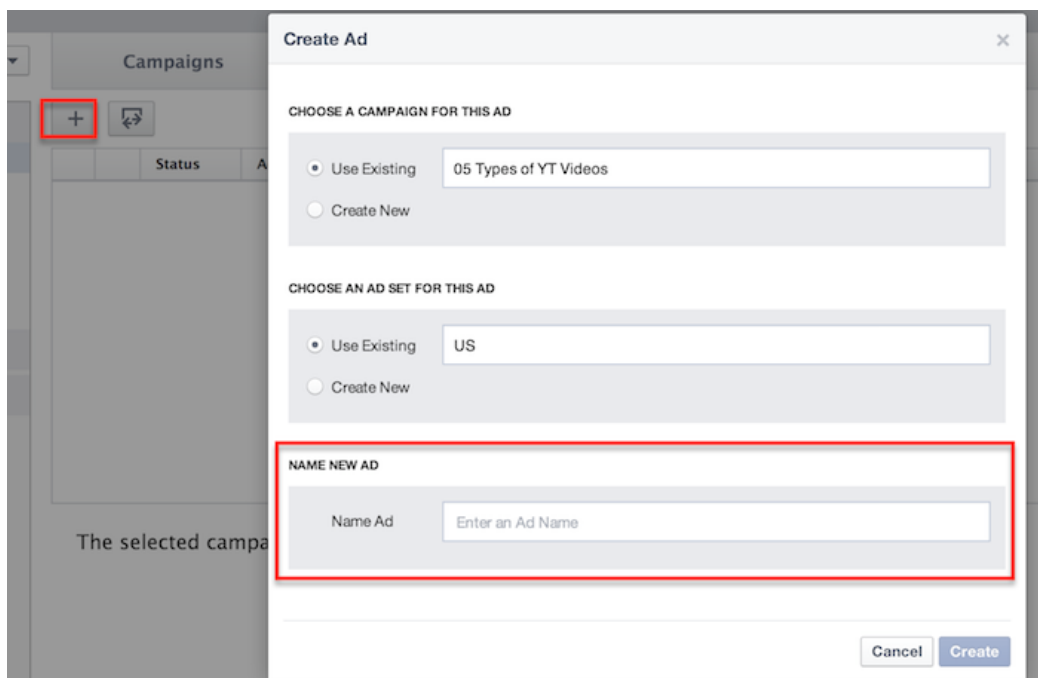 Campaigns
Status
A
The selected campa
Create Ad
CHOOSE A CAMPAIGN FOR THIS AD
Use Existing 05 Types of YT Videos
Create New
CHOOSE AN AD SET FOR THIS AD
Use Existing US
Create New
NAME NEW AD
Name Ad Enter an Ad Name
Cancel Create